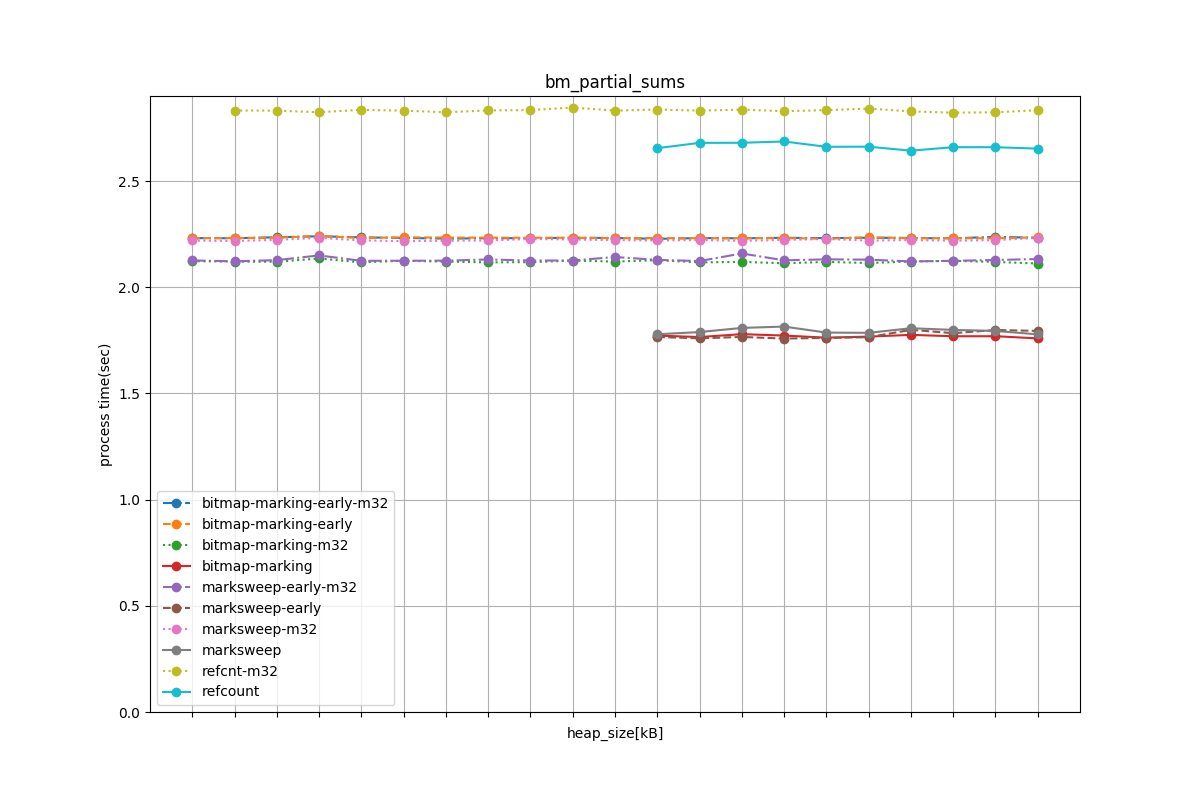 bm_partial_sums
process time(sec)
2.5
2.0
1.5
1.0
0.5
0.0
bitmap-marking-early-m32
bitmap-marking-early
bitmap-marking-m32
bitmap-marking
marksweep-early-m32
marksweep-early
marksweep-m32
marksweep
refcnt-m32
refcount
heap_size[kB]